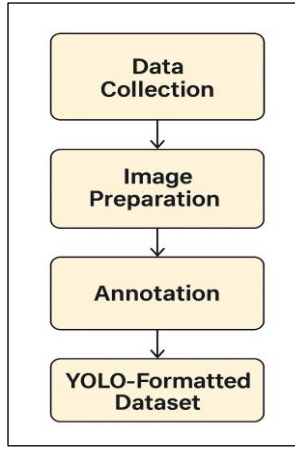 Data
Collection
Image
Preparation
Annotation
YOLO-Formatted
Dataset